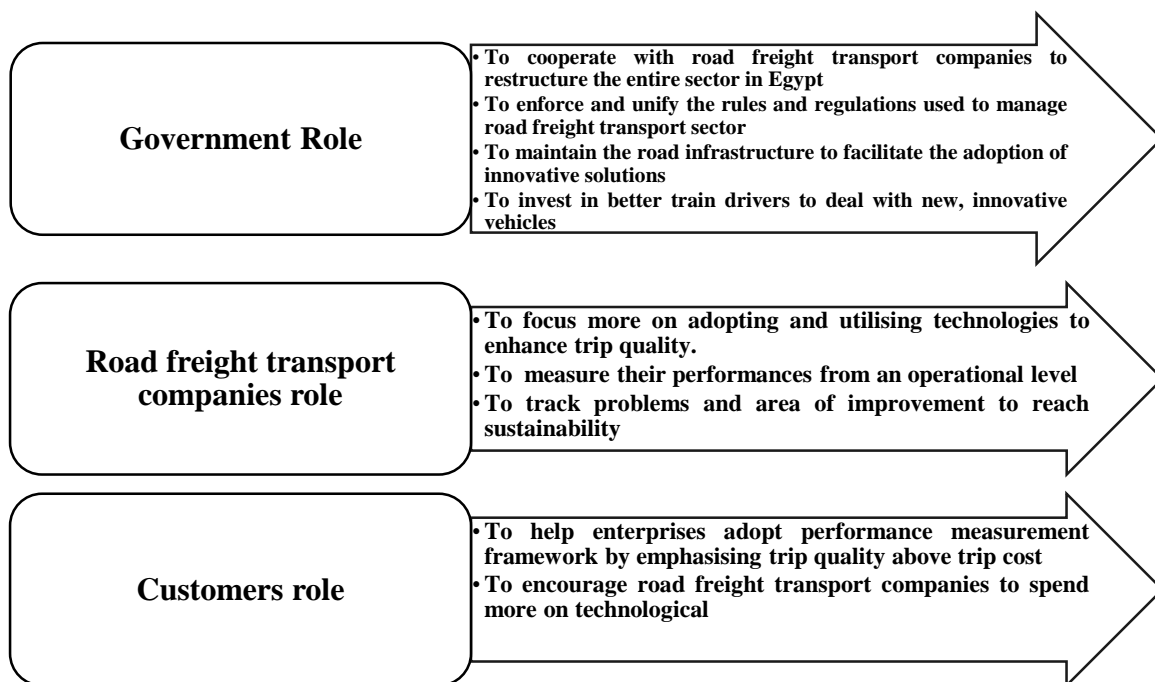 Government Role
• To cooperate with road freight transport companies to
restructure the entire sector in Egypt
• To enforce and unify the rules and regulations used to manage
road freight transport sector
• To maintain the road infrastructure to facilitate the adoption of
innovative solutions
• To invest in better train drivers to deal with new, innovative
vehicles
Road freight transport
companies role
• To focus more on adopting and utilising technologies to
enhance trip quality.
• To measure their performances from an operational level
• To track problems and area of improvement to reach
sustainability
Customers role
• To help enterprises adopt performance measurement
framework by emphasising trip quality above trip cost
• To encourage road freight transport companies to spend
more on technological